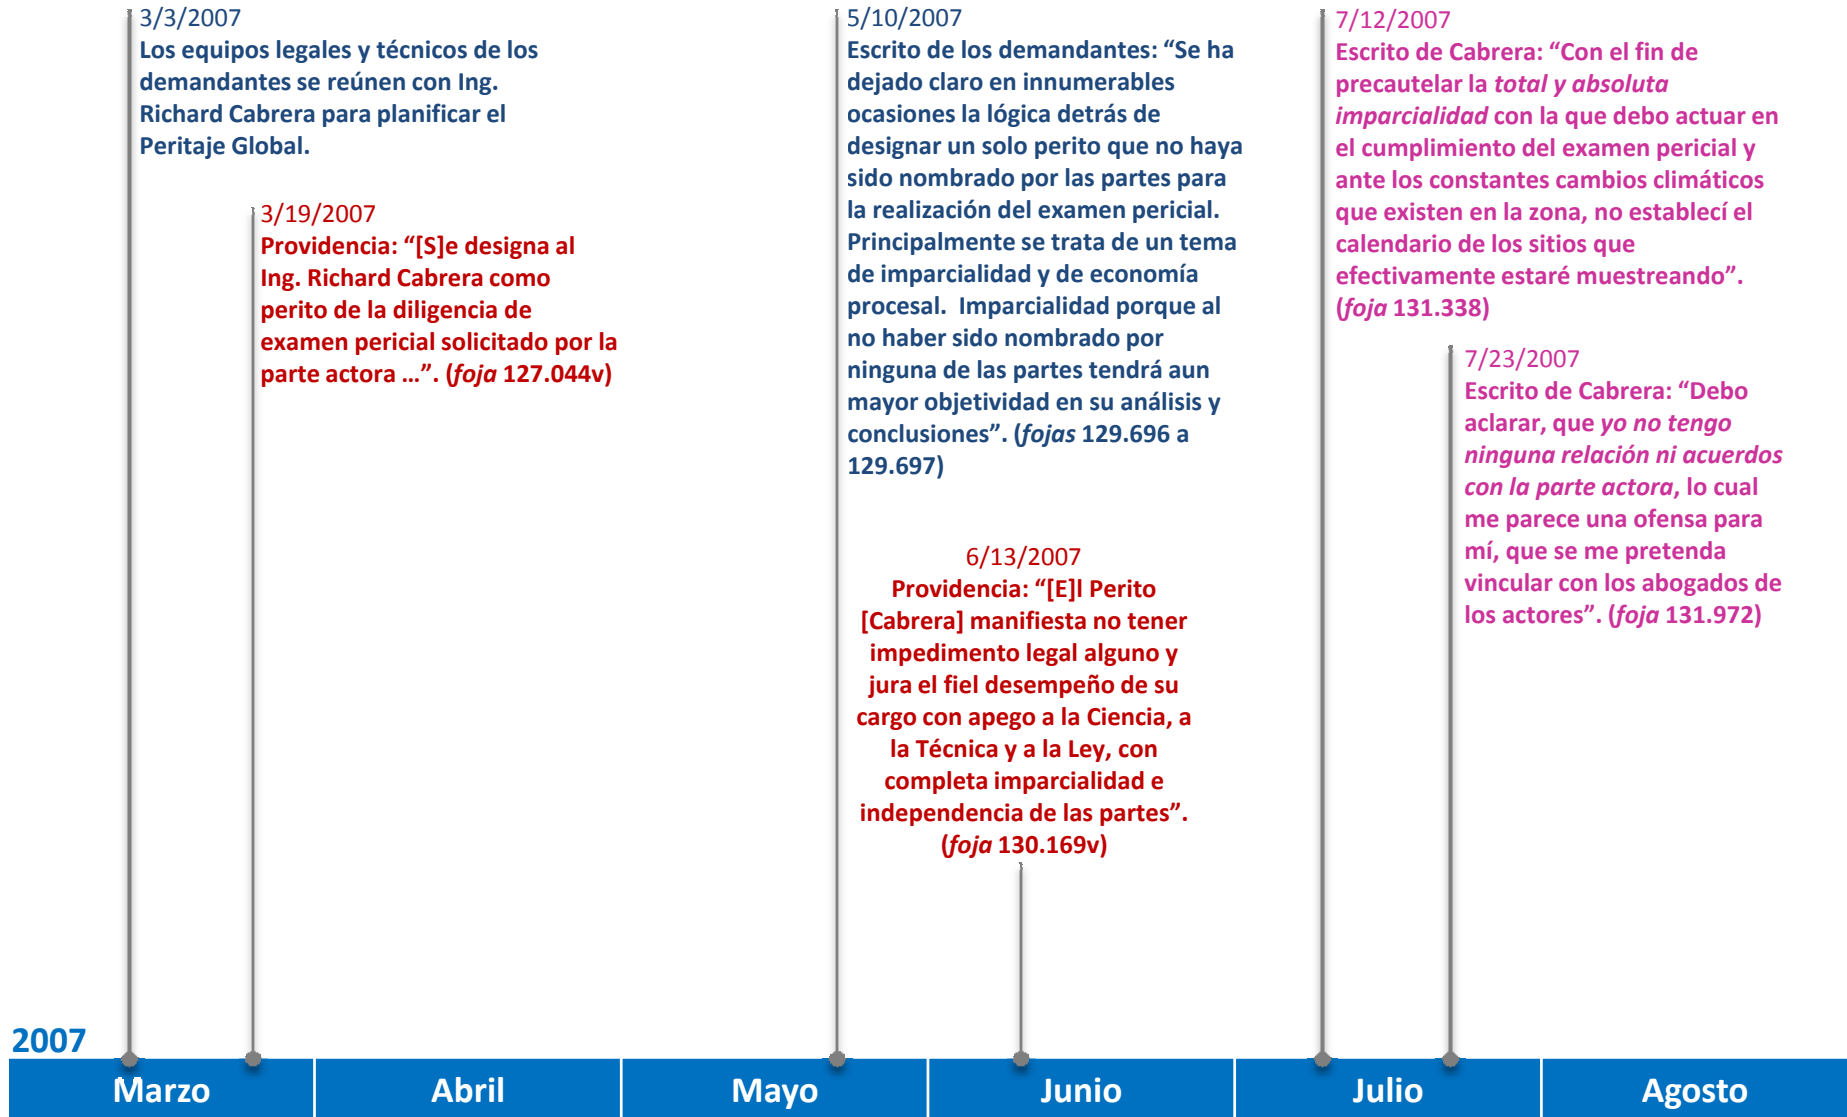 3/3/2007
Los equipos legales y técnicos de los
demandantes se reúnen con Ing.
Richard Cabrera para planificar el
Peritaje Global.
3/19/2007
Providencia: “[S]e designa al
Ing. Richard Cabrera como
perito de la diligencia de
examen pericial solicitado por la
parte actora …”. (foja 127.044v)
5/10/2007
Escrito de los demandantes: “Se ha
dejado claro en innumerables
ocasiones la lógica detrás de
designar un solo perito que no haya
sido nombrado por las partes para
la realización del examen pericial.
Principalmente se trata de un tema
de imparcialidad y de economía
procesal.  Imparcialidad porque al
no haber sido nombrado por
ninguna de las partes tendrá aun
mayor objetividad en su análisis y
conclusiones”. (fojas 129.696 a
129.697)
6/13/2007
Providencia: “[E]l Perito
[Cabrera] manifiesta no tener
impedimento legal alguno y
jura el fiel desempeño de su
cargo con apego a la Ciencia, a
la Técnica y a la Ley, con
completa imparcialidad e
independencia de las partes”.
(foja 130.169v)
7/12/2007
Escrito de Cabrera: “Con el fin de
precautelar la total y absoluta
imparcialidad con la que debo actuar en
el cumplimiento del examen pericial y
ante los constantes cambios climáticos
que existen en la zona, no establecí el
calendario de los sitios que
efectivamente estaré muestreando”.
(foja 131.338)
7/23/2007
Escrito de Cabrera: “Debo
aclarar, que yo no tengo
ninguna relación ni acuerdos
con la parte actora, lo cual
me parece una ofensa para
mí, que se me pretenda
vincular con los abogados de
los actores”. (foja 131.972)
2007
Marzo
Abril
Mayo
Junio
Julio
Agosto